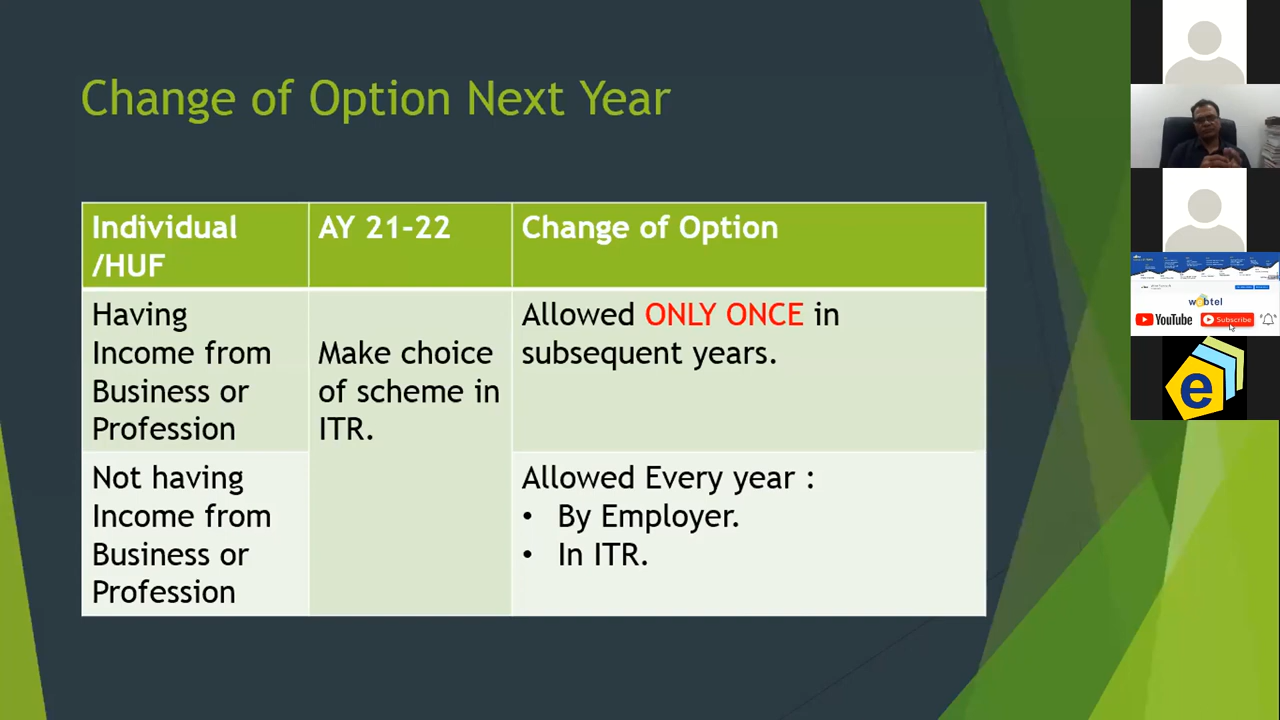 Change of Option Next Year
Individual
/HUF
AY 21-22
Change of Option
Having
Income from
Business or
Profession
Make choice
of scheme in
ITR.
Allowed ONLY ONCE in
subsequent years.
Not having
Income from
Business or
Profession
Allowed Every year :
• By Employer.
• In ITR.
webtel
YouTube
Subscribe
e